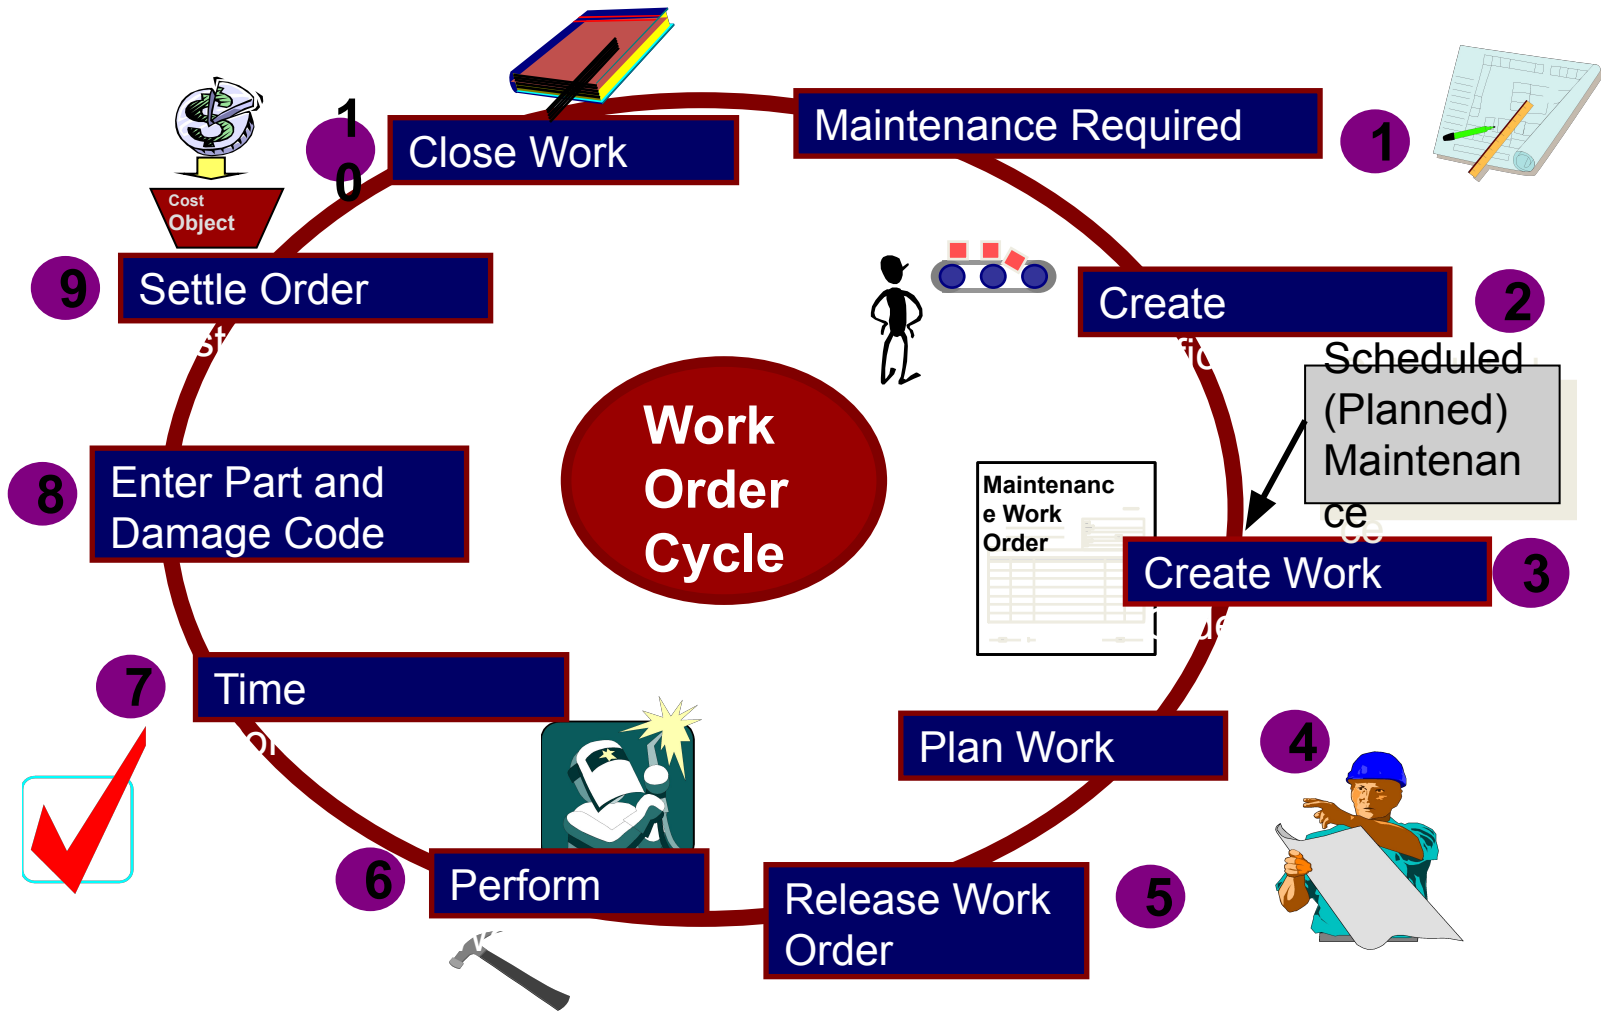 Maintenance Required
1
Create
2
Scheduled
(Planned)
Maintenan
ce
Maintenanc
e Work
Order
Create Work
3
Plan Work
4
Release Work
Order
5
Perform
6
Time
7
Enter Part and
Damage Code
8
Settle Order
9
Cost
Object
Close Work
1
0
Work
Order
Cycle